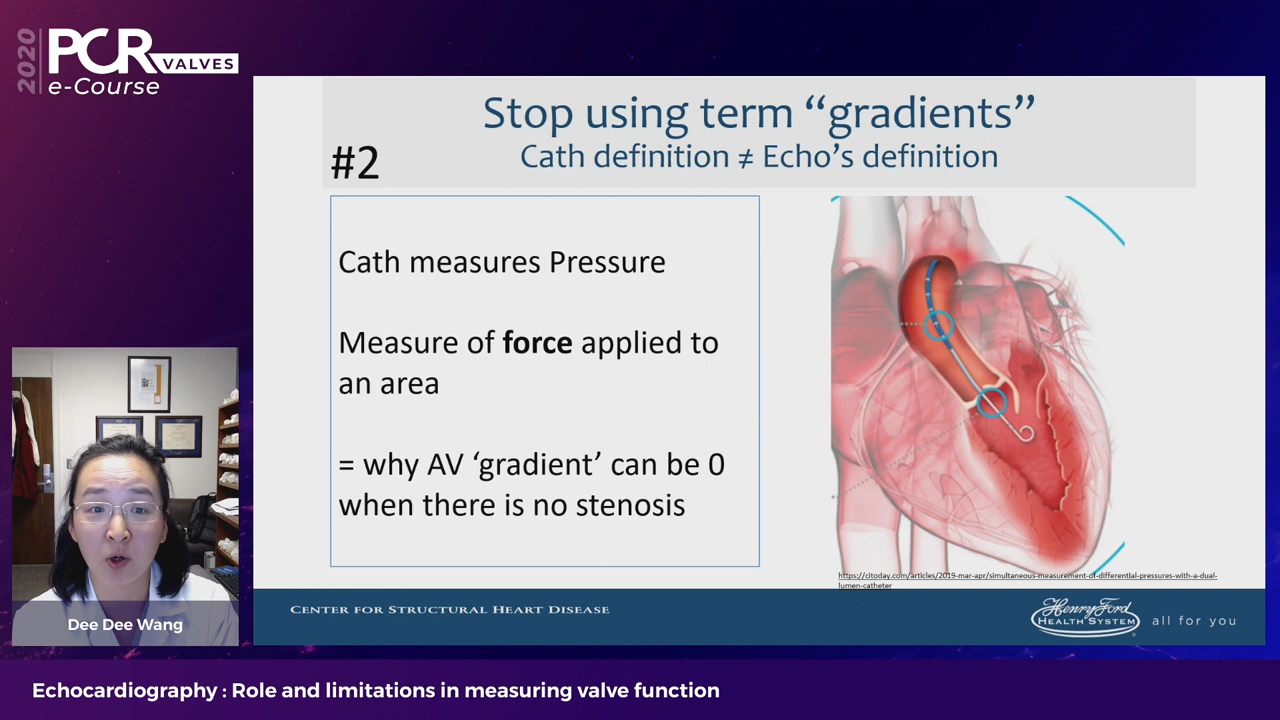 2020
PCR
VALVES
e-Course
Stop using term “gradients”
#2
Cath definition ≠ Echo’s definition
Cath measures Pressure
Measure of force applied to
an area
= why AV ‘gradient’ can be 0
when there is no stenosis
https://citoday.com/articles/2019-mar-apr/simultaneous-measurement-of-differential-pressures-with-a-dual-
lumen-catheter
CENTER FOR STRUCTURAL HEART DISEASE
Henry Ford
HEALTH SYSTEM
all for you
Dee Dee Wang
Echocardiography : Role and limitations in measuring valve function